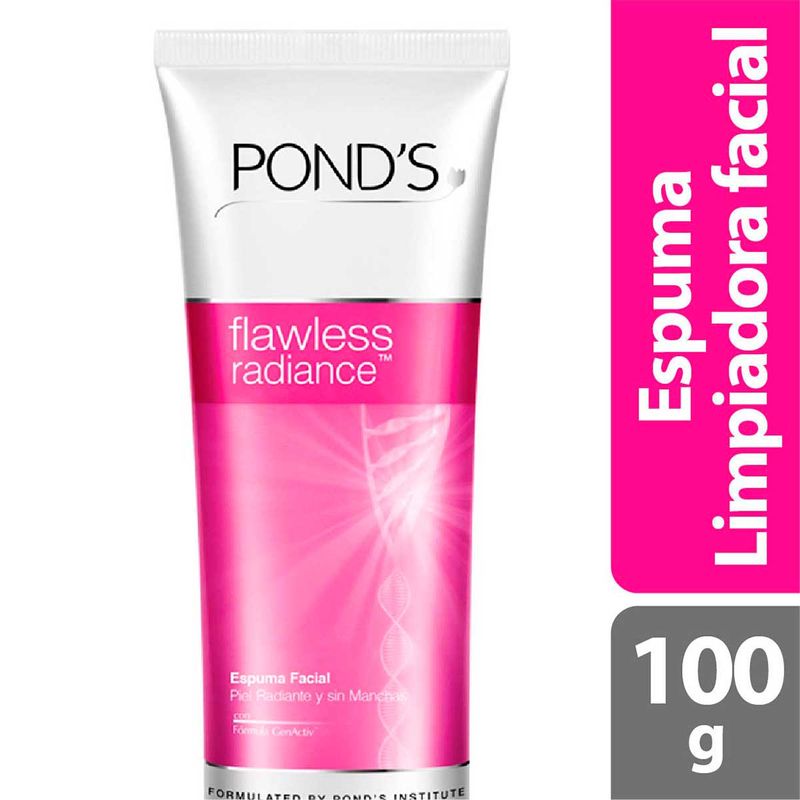 POND'S
flawless
radiance™
Espuma Facial
Piel Radiante y sin Manchas
con
Fórmula GenActiv
FORMULATED BY POND'S INSTITUTE
Espuma
Limpiadora facial
100
g